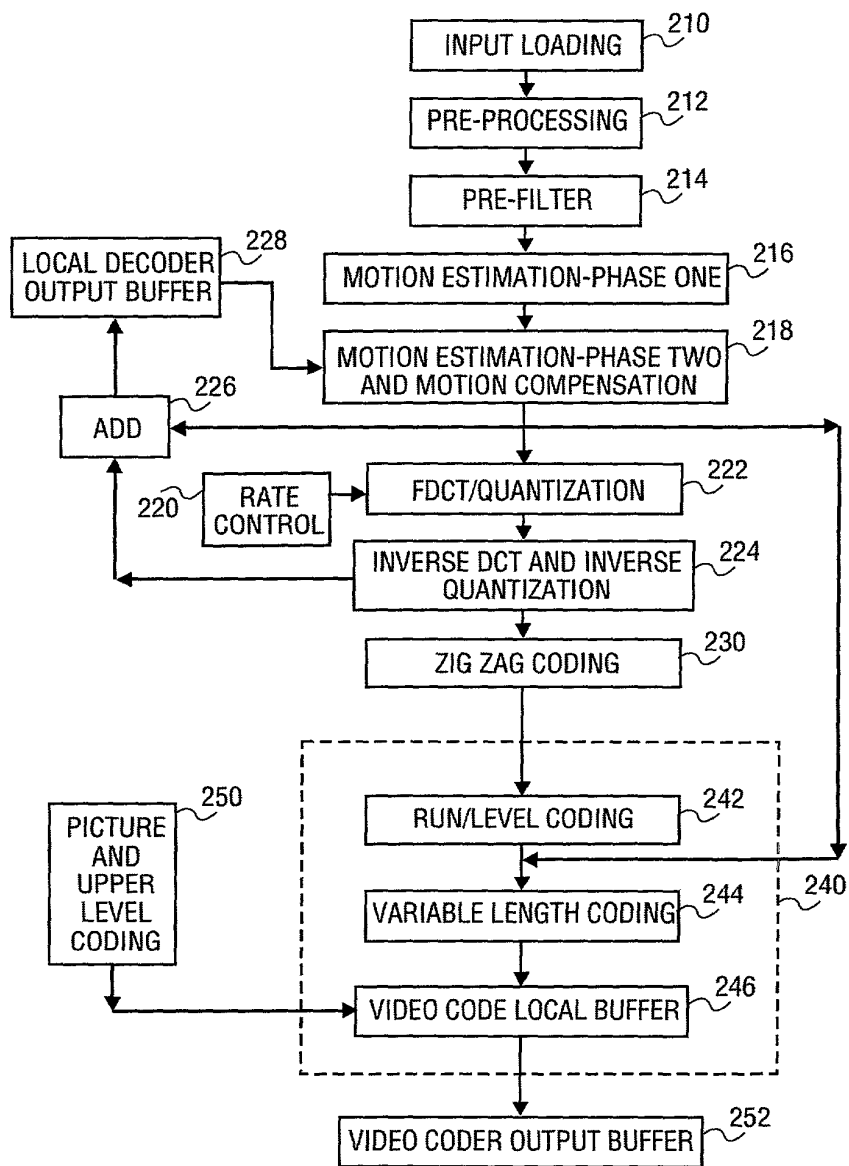 INPUT LOADING
210
PRE-PROCESSING
212
PRE-FILTER
214
LOCAL DECODER
OUTPUT BUFFER
228
MOTION ESTIMATION-PHASE ONE
216
MOTION ESTIMATION-PHASE TWO
AND MOTION COMPENSATION
218
ADD
226
220
RATE
CONTROL
FDCT/QUANTIZATION
222
INVERSE DCT AND INVERSE
QUANTIZATION
224
ZIG ZAG CODING
230
PICTURE
AND
UPPER
LEVEL
CODING
250
RUN/LEVEL CODING
242
VARIABLE LENGTH CODING
244
240
VIDEO CODE LOCAL BUFFER
246
VIDEO CODER OUTPUT BUFFER
252